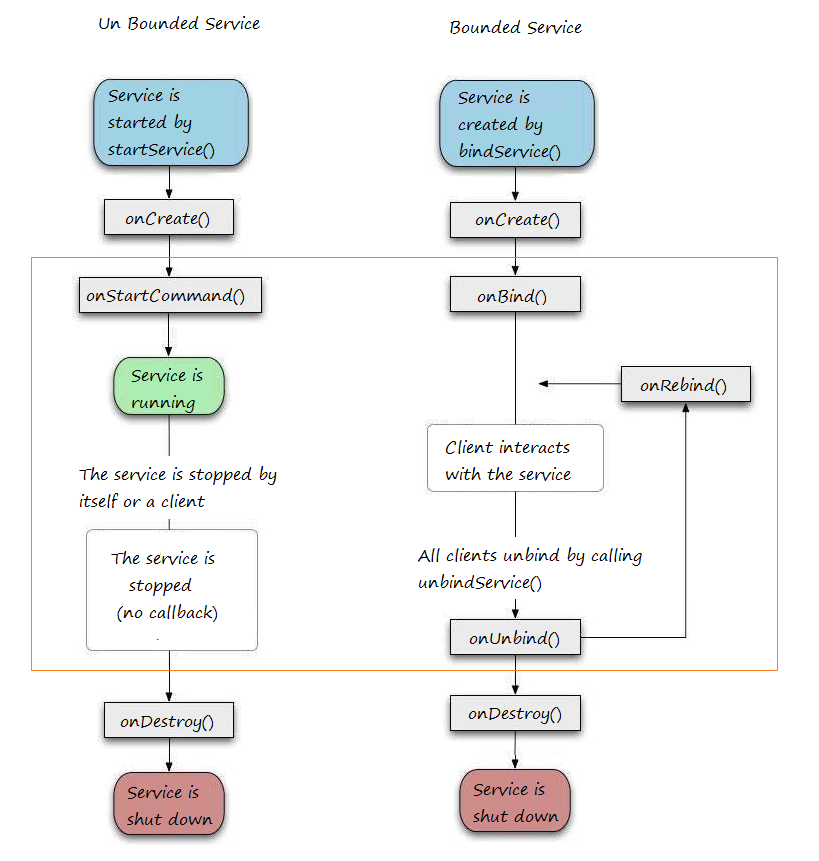 Un Bounded Service
Service is
started by
startService()
onCreate()
onStartCommand()
Service is
running
The service is stopped by
itself or a client
The service is
stopped
(no callback)
.
onDestroy()
Service is
shut down
Bounded Service
Service is
created by
bindService()
onCreate()
onBind()
onRebind()
Client interacts
with the service
All clients unbind by calling
unbindService()
onUnbind()
onDestroy()
Service is
shut down